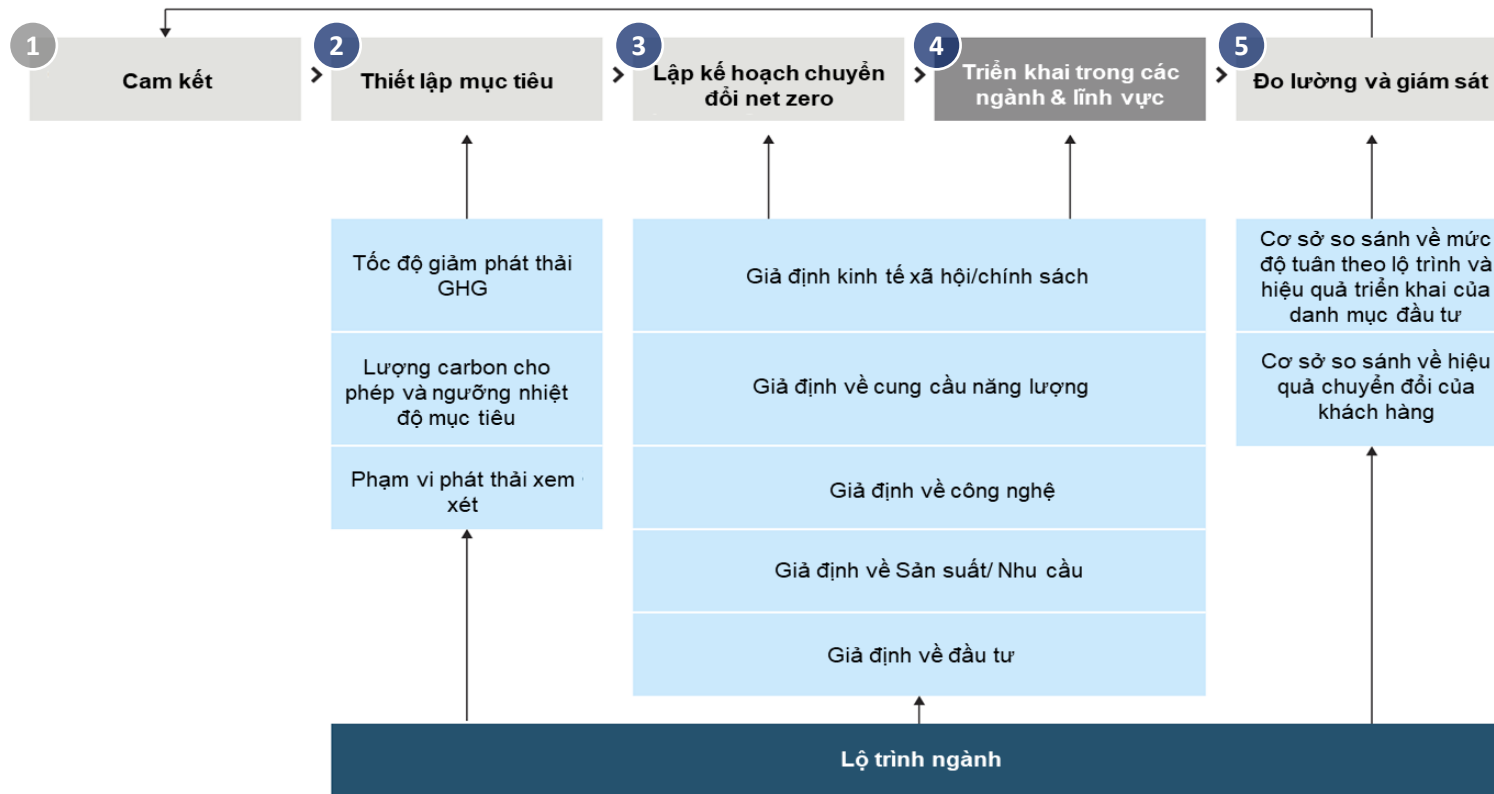 1
Cam kết
2
Thiết lập mục tiêu
3
Lập kế hoạch chuyển
đổi net zero
4
Triển khai trong các
ngành & lĩnh vực
5
Đo lường và giám sát
Tốc độ giảm phát thải
GHG
Lượng carbon cho
phép và ngưỡng nhiệt
độ mục tiêu
Phạm vi phát thải xem
xét
Giả định kinh tế xã hội/chính sách
Giả định về cung cầu năng lượng
Giả định về công nghệ
Giả định về Sản suất/ Nhu cầu
Giả định về đầu tư
Cơ sở so sánh về mức
độ tuân theo lộ trình và
hiệu quả triển khai của
danh mục đầu tư
Cơ sở so sánh về hiệu
quả chuyển đổi của
khách hàng
Lộ trình ngành